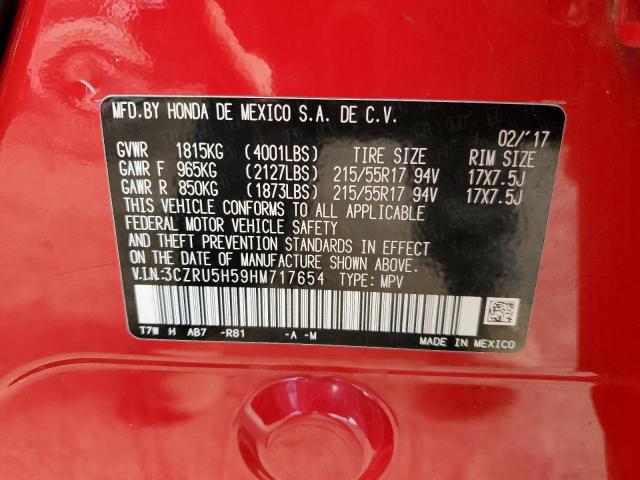 MFD.BY HONDA DE MEXICO S.A. DE C.V.
02/'17
GVWR 1815KG (4001LBS) TIRE SIZE RIM SIZE
GAWR F 965KG (2127LBS) 215/55R17 94V 17X7.5J
GAWR R 850KG (1873LBS) 215/55R17 94V 17X7.5J
THIS VEHICLE CONFORMS TO ALL APPLICABLE
FEDERAL MOTOR VEHICLE SAFETY
AND THEFT PREVENTION STANDARDS IN EFFECT
ON THE DATE OF MANUFACTURE SHOWN ABOVE.
V.I.N:3CZRU5H59HM717654 TYPE: MPV
T7W H AB7 -R81 -A -M
MADE IN MEXICO